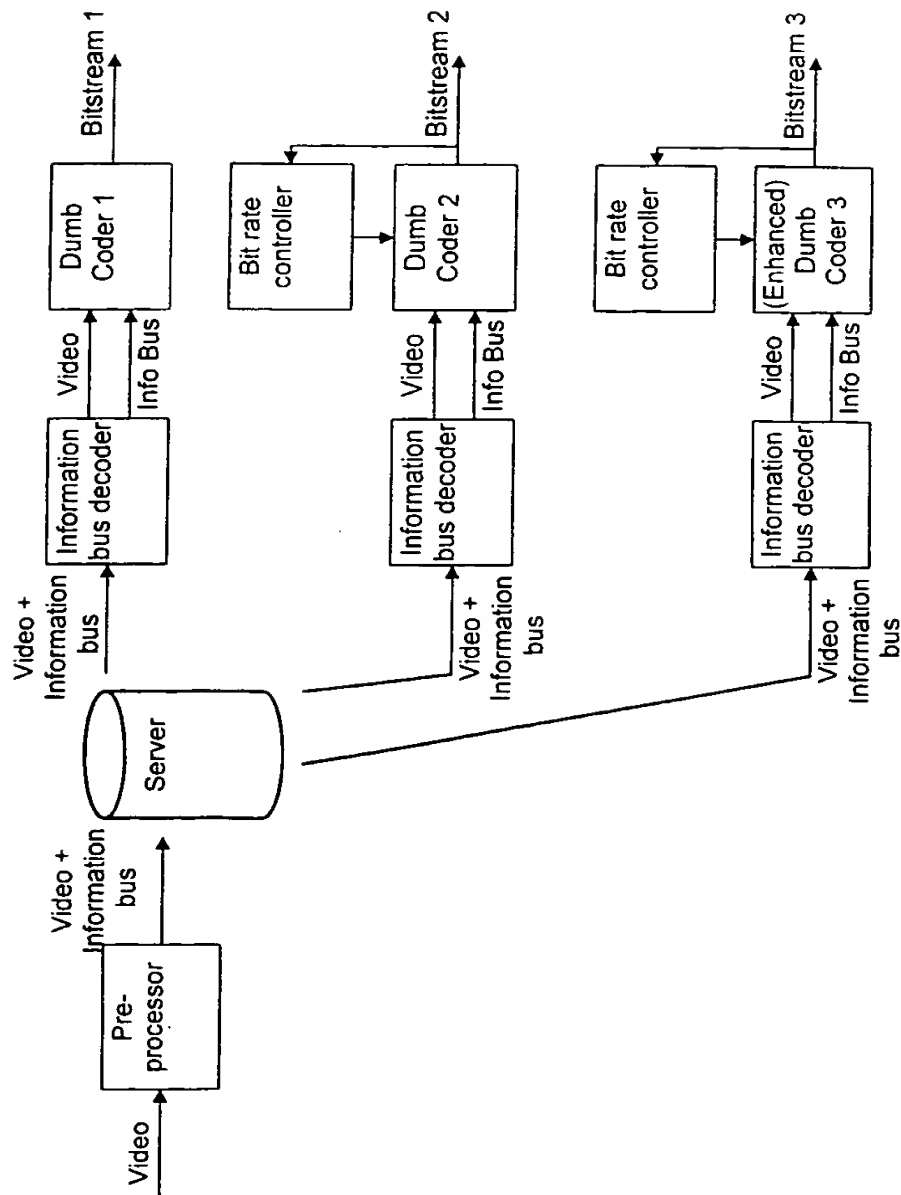 Video
Pre-
processor
Video +
Information
bus
Server
Video +
Information
bus
Information
bus decoder
Video
Info Bus
Dumb
Coder 1
Bitstream 1
Video +
Information
bus
Information
bus decoder
Video
Info Bus
Bit rate
controller
Dumb
Coder 2
Bitstream 2
Video +
Information
bus
Information
bus decoder
Video
Info Bus
Bit rate
controller
(Enhanced)
Dumb
Coder 3
Bitstream 3